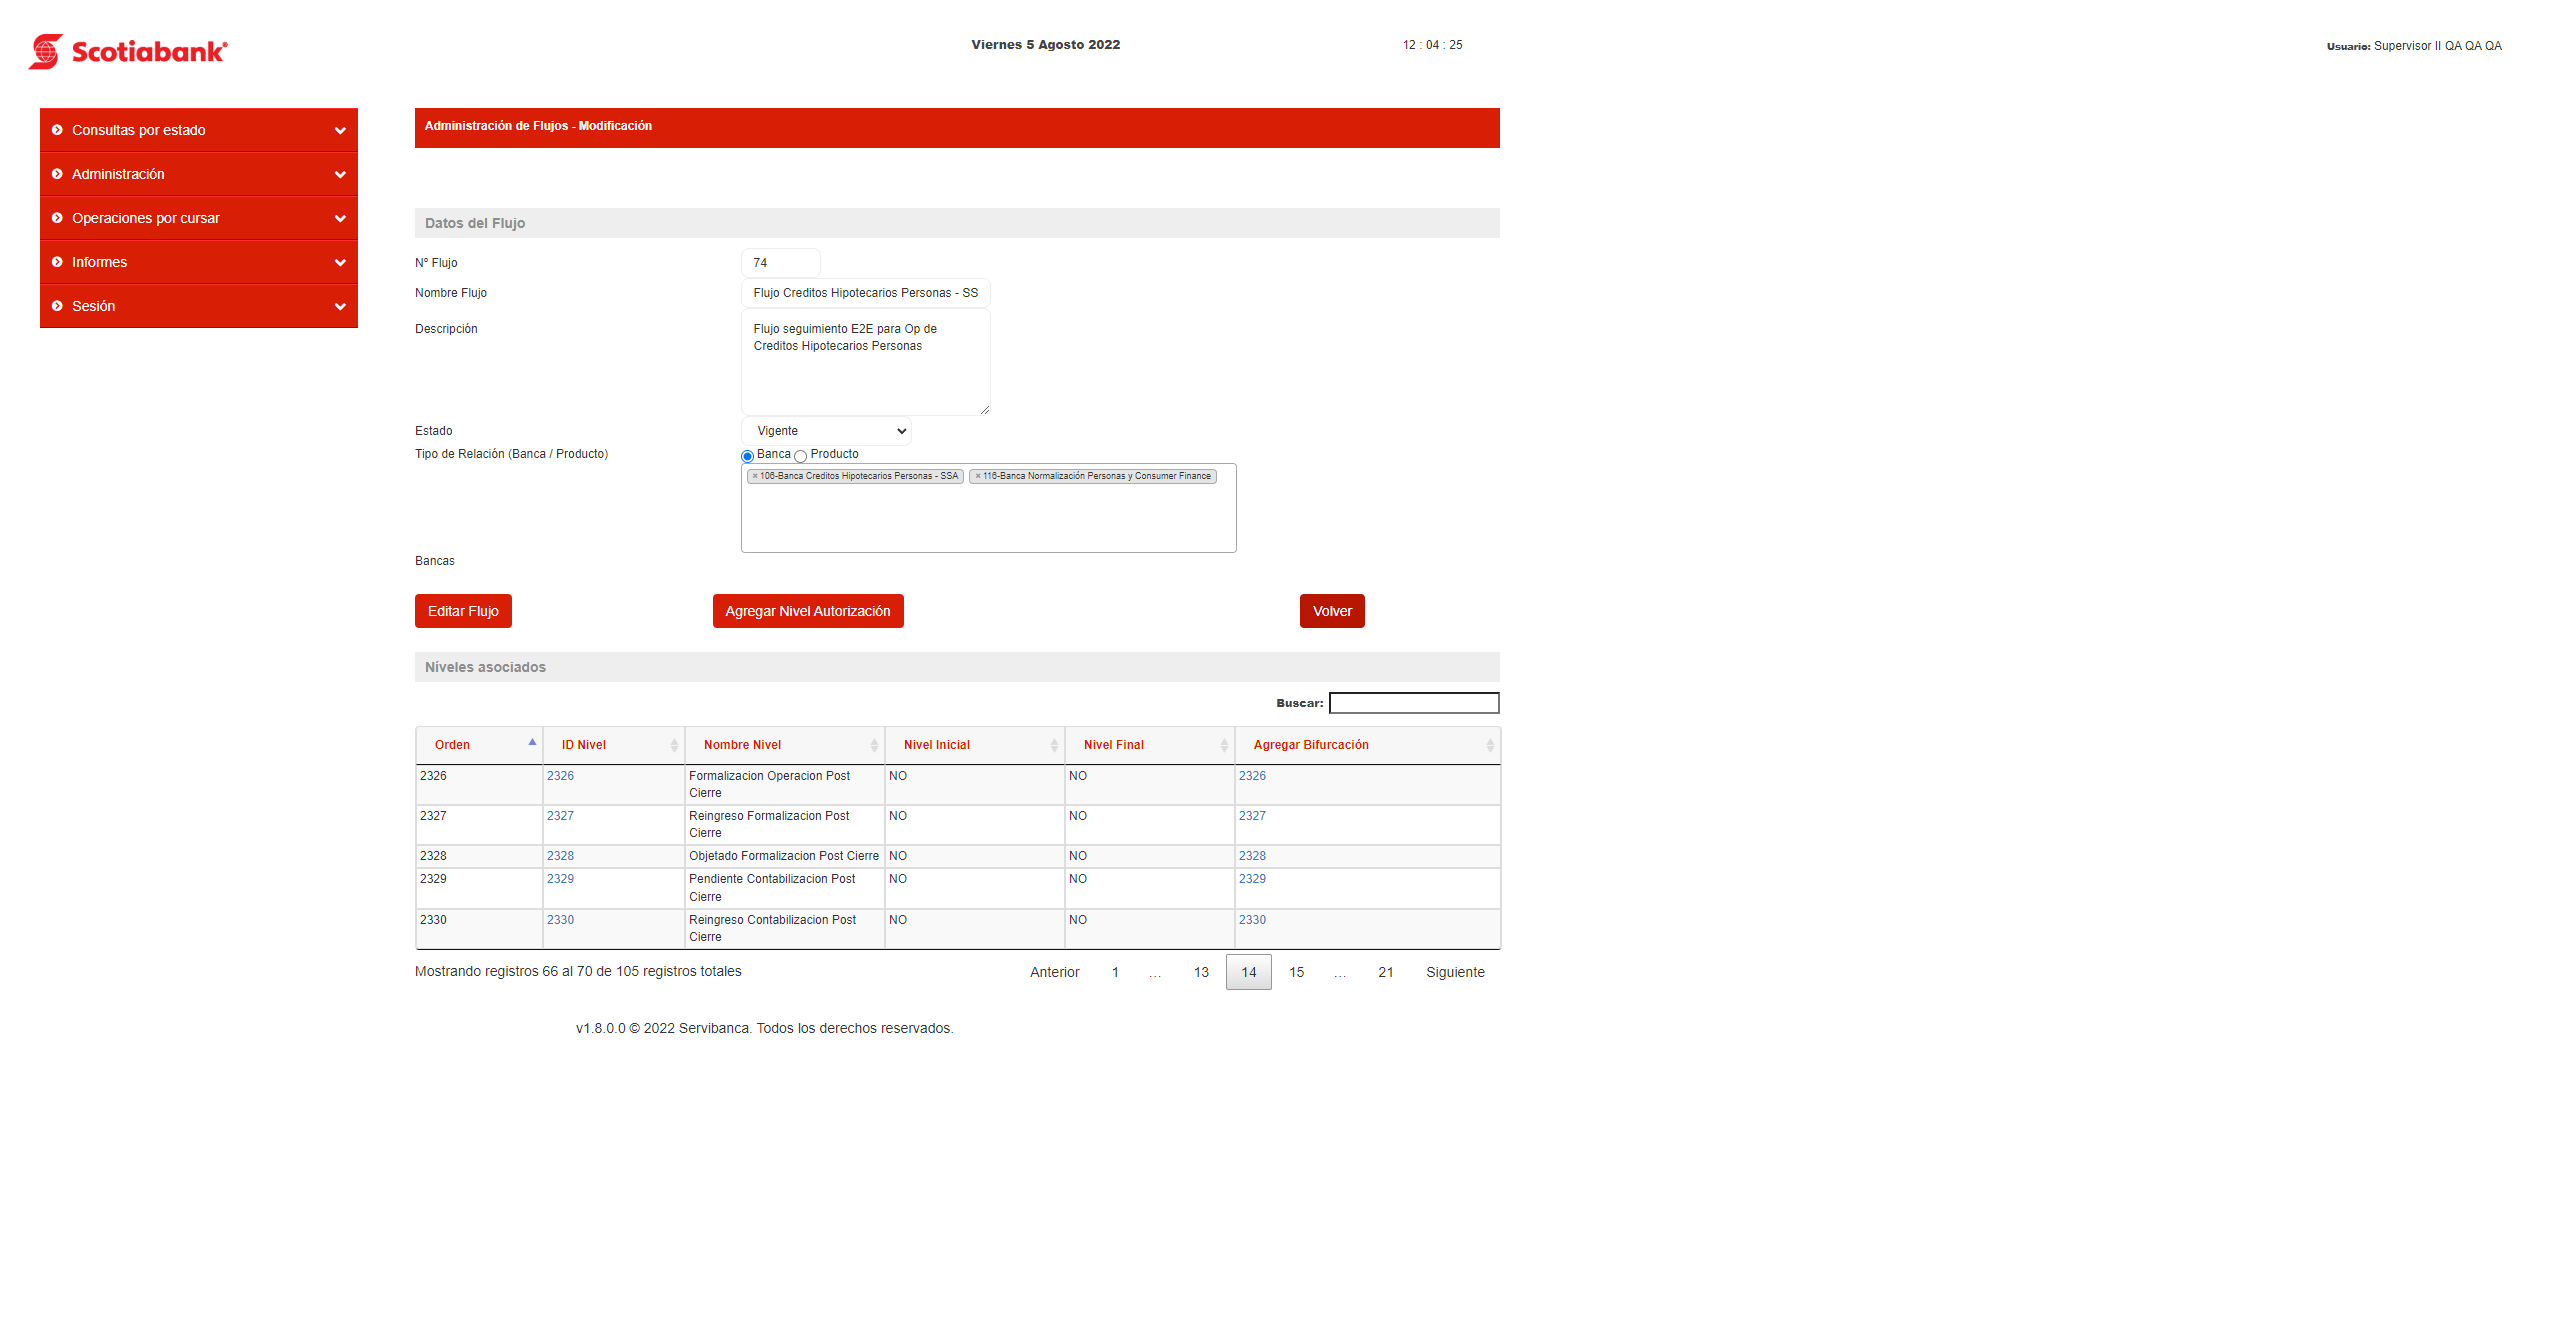 Scotiabank®
Viernes 5 Agosto 2022
12 : 04 : 25
Usuario: Supervisor II QA QA QA
Consultas por estado
Administración
Operaciones por cursar
Informes
Sesión
Administración de Flujos - Modificación
Datos del Flujo
Nº Flujo
74
Nombre Flujo
Flujo Creditos Hipotecarios Personas - SS
Descripción
Flujo seguimiento E2E para Op de
Creditos Hipotecarios Personas
Estado
Vigente
Tipo de Relación (Banca / Producto)
Banca Producto
× 106-Banca Creditos Hipotecarios Personas - SSA × 116-Banca Normalización Personas y Consumer Finance
Bancas
Editar Flujo
Agregar Nivel Autorización
Volver
Níveles asociados
Buscar:
Orden ID Nivel Nombre Nivel Nivel Inicial Nivel Final Agregar Bifurcación
2326 2326 Formalizacion Operacion Post NO NO 2326
Cierre
2327 2327 Reingreso Formalizacion Post NO NO 2327
Cierre
2328 2328 Objetado Formalizacion Post Cierre NO NO 2328
2329 2329 Pendiente Contabilizacion Post NO NO 2329
Cierre
2330 2330 Reingreso Contabilizacion Post NO NO 2330
Cierre
Mostrando registros 66 al 70 de 105 registros totales
Anterior 1 … 13 14 15 … 21 Siguiente
v1.8.0.0 © 2022 Servibanca. Todos los derechos reservados.